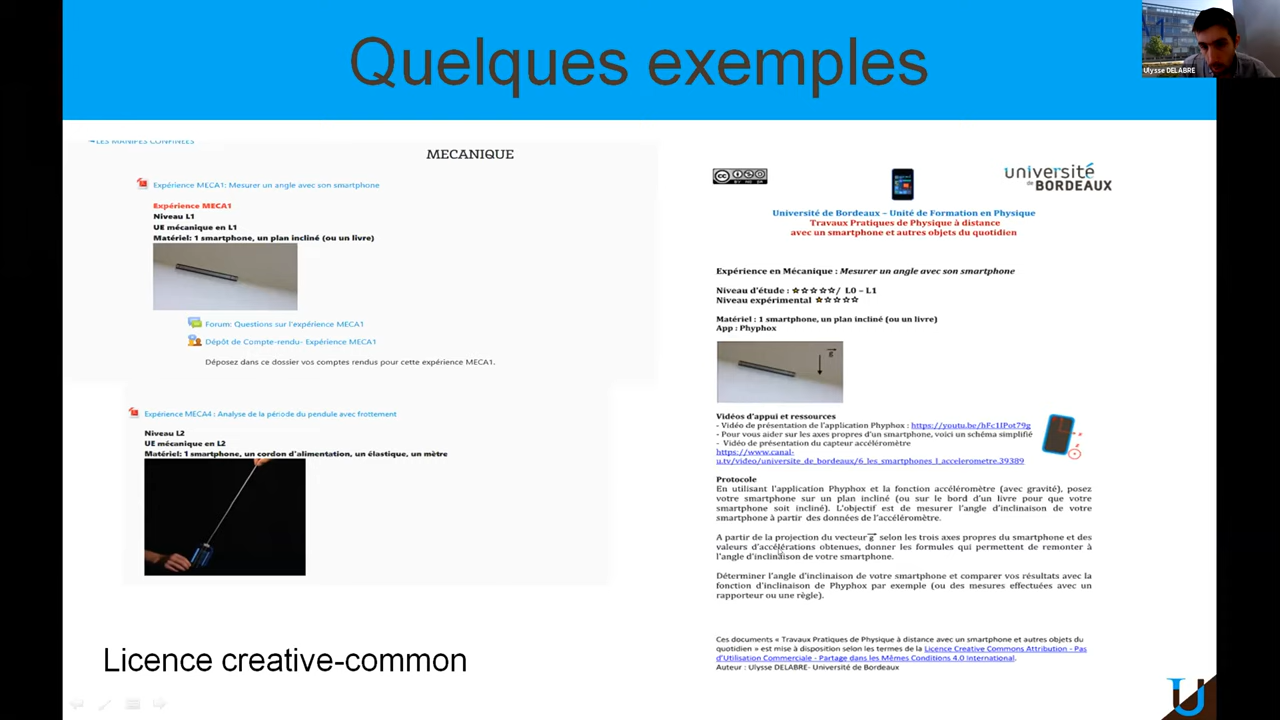 Quelques exemples
Ulysse DELABRE
LES MANIFES CONFINÉES
MECANIQUE
Expérience MECA1: Mesurer un angle avec son smartphone
Expérience MECA1
Niveau L1
UE mécanique en L1
Matériel: 1 smartphone, un plan incliné (ou un livre)
Forum: Questions sur l'expérience MECA1
Dépôt de Compte-rendu- Expérience MECA1
Déposez dans ce dossier vos comptes rendus pour cette expérience MECA1.
Expérience MECA4 : Analyse de la période du pendule avec frottement
Niveau L2
UE mécanique en L2
Matériel: 1 smartphone, un cordon d'alimentation, un élastique, un mètre
Licence creative-common
université
de BORDEAUX
Université de Bordeaux – Unité de Formation en Physique
Travaux Pratiques de Physique à distance
avec un smartphone et autres objets du quotidien
Expérience en Mécanique : Mesurer un angle avec son smartphone
Niveau d'étude : ☆☆☆☆☆/ L0 – L1
Niveau expérimental ☆☆☆☆☆
Matériel : 1 smartphone, un plan incliné (ou un livre)
App : Phyphox
g
Vidéos d'appui et ressources
- Vidéo de présentation de l'application Phyphox : https://youtu.be/hFc1IPot79g
- Pour vous aider sur les axes propres d'un smartphone, voici un schéma simplifié
- Vidéo de présentation du capteur accéléromètre
https://www.canal-
u.tv/video/universite_de_bordeaux/6_les_smartphones_l_accelerometre.39389
Protocole
En utilisant l'application Phyphox et la fonction accéléromètre (avec gravité), posez
votre smartphone sur un plan incliné (ou sur le bord d'un livre pour que votre
smartphone soit incliné). L'objectif est de mesurer l'angle d'inclinaison de votre
smartphone à partir des données de l'accéléromètre.
A partir de la projection du vecteur g selon les trois axes propres du smartphone et des
valeurs d'accélérations obtenues, donner les formules qui permettent de remonter à
l'angle d'inclinaison de votre smartphone.
Déterminer l'angle d'inclinaison de votre smartphone et comparer vos résultats avec la
fonction d'inclinaison de Phyphox par exemple (ou des mesures effectuées avec un
rapporteur ou une règle).
Ces documents « Travaux Pratiques de Physique à distance avec un smartphone et autres objets du
quotidien » est mise à disposition selon les termes de la Licence Creative Commons Attribution - Pas
d'Utilisation Commerciale - Partage dans les Mêmes Conditions 4.0 International.
Auteur : Ulysse DELABRE- Université de Bordeaux